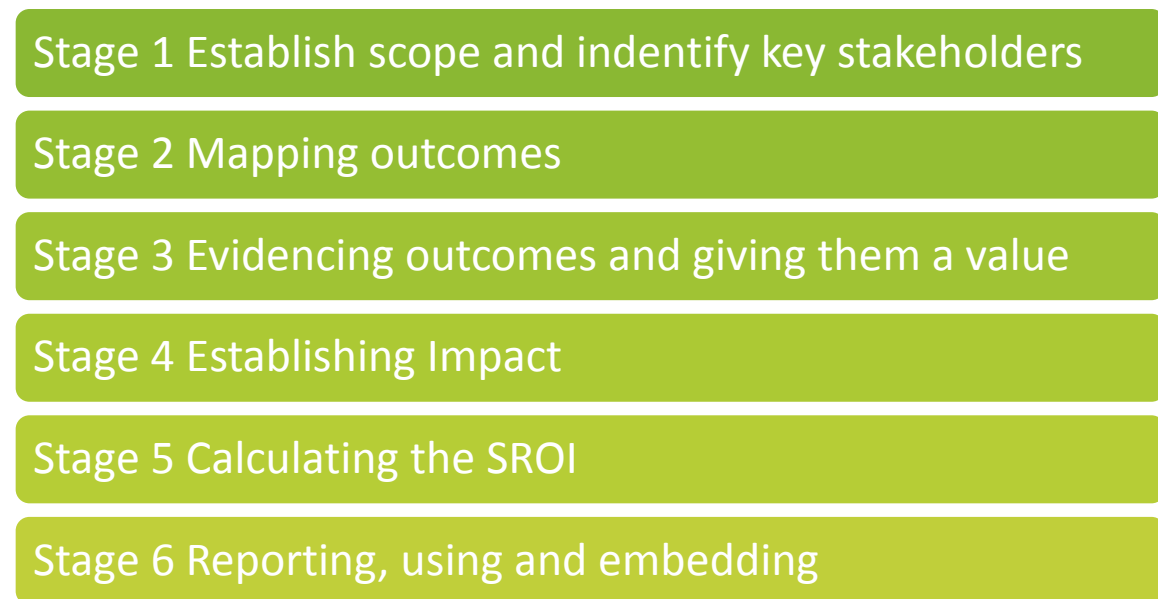 Stage 1 Establish scope and indentify key stakeholders
Stage 2 Mapping outcomes
Stage 3 Evidencing outcomes and giving them a value
Stage 4 Establishing Impact
Stage 5 Calculating the SROI
Stage 6 Reporting, using and embedding